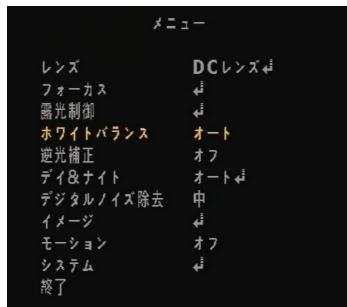 メニュー
レンズ DCレンズ↲
フォーカス ↲
露光制御 ↲
ホワイトバランス オート
逆光補正 オフ
デイ&ナイト オート↲
デジタルノイズ除去 中
イメージ ↲
モーション オフ
システム ↲
終了